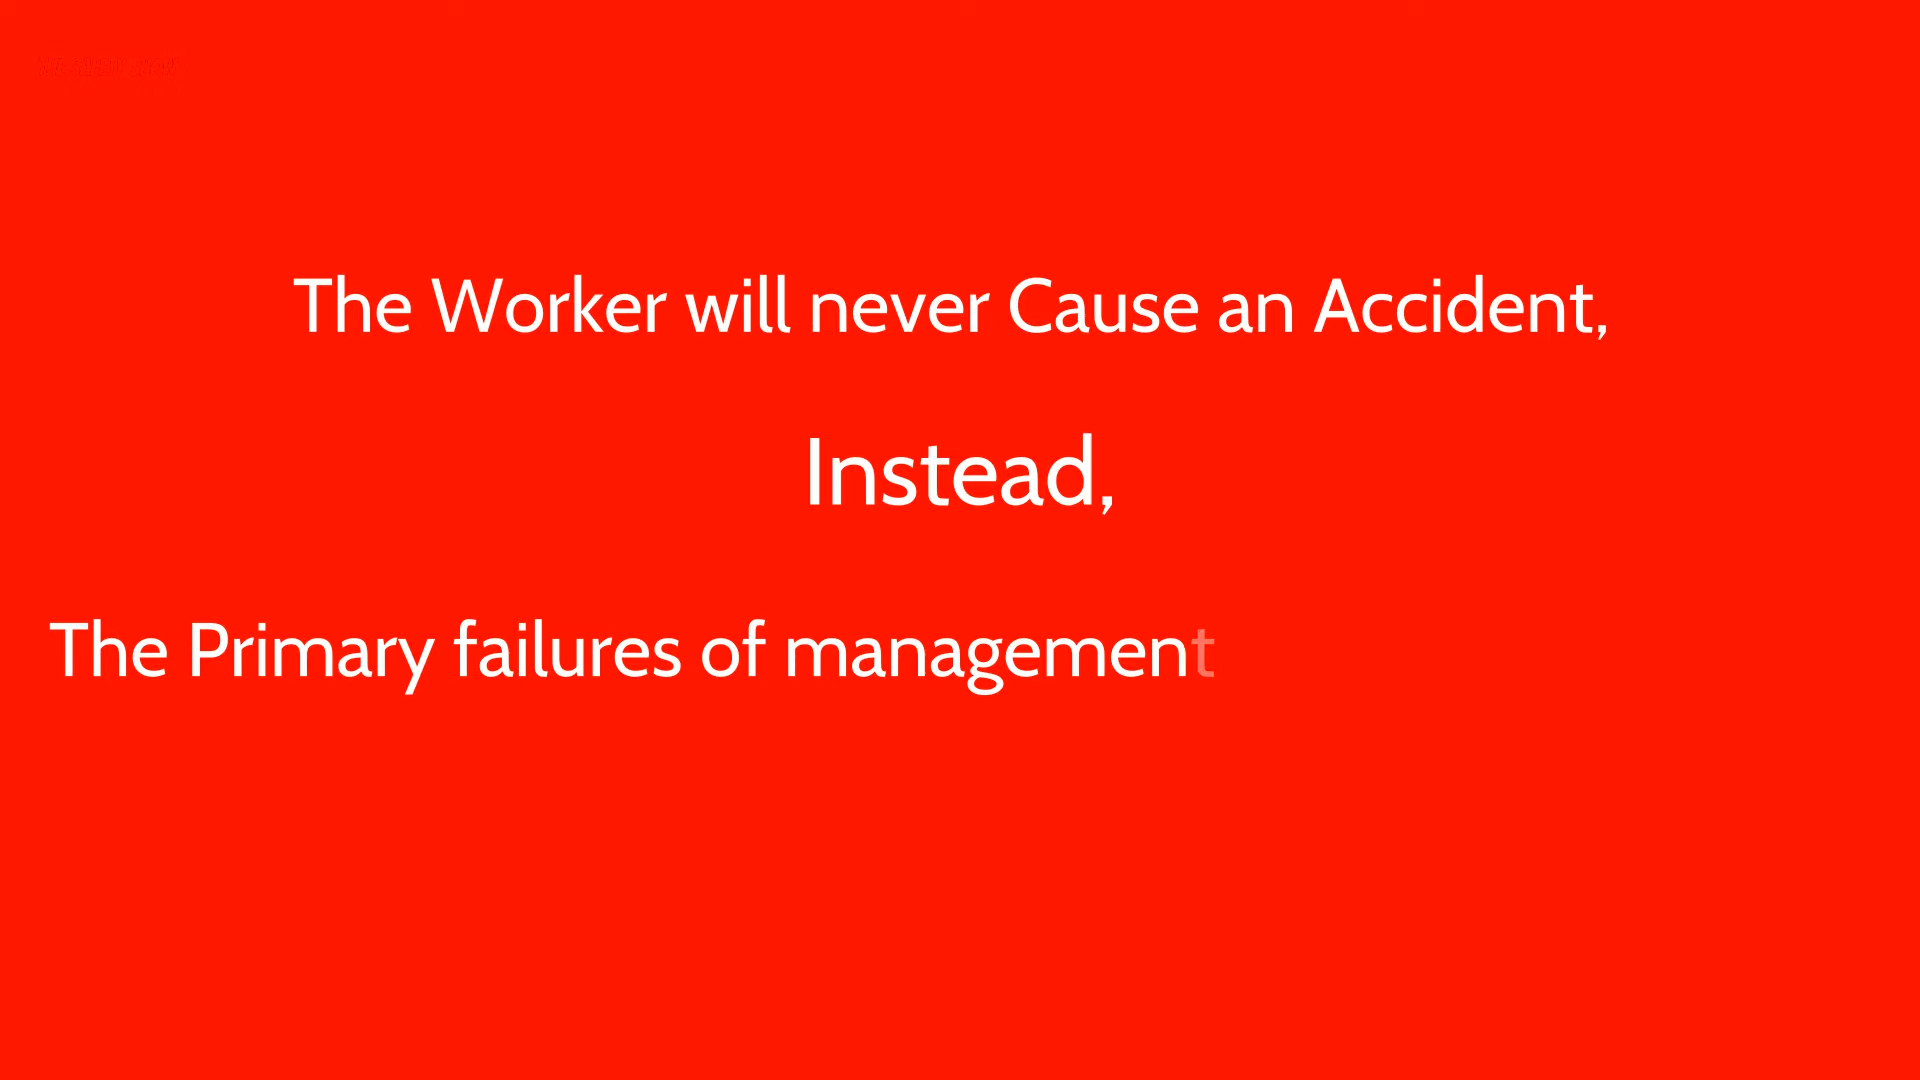 The Worker will never Cause an Accident,
Instead,
The Primary failures of management